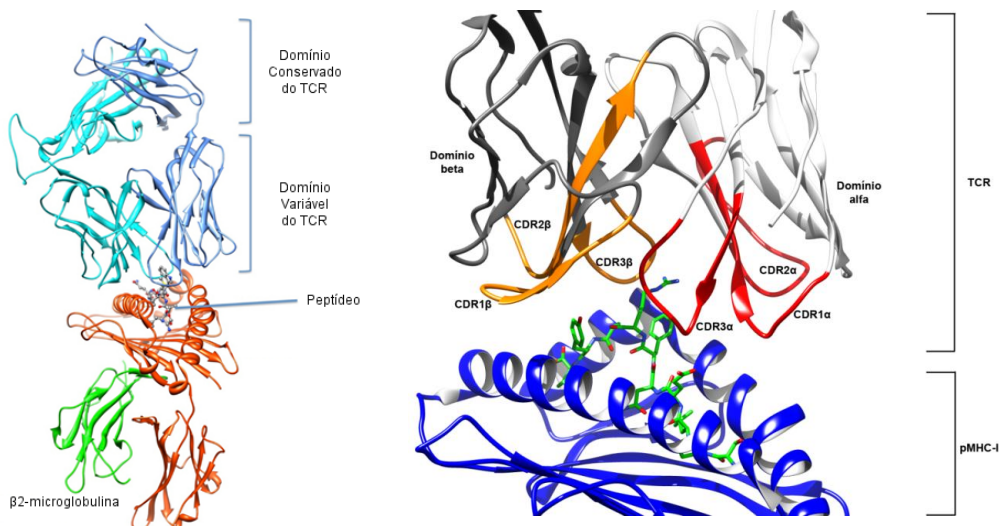 Domínio
Conservado
do TCR
Domínio
Variável
do TCR
Peptídeo
β2-microglobulina
Domínio
beta
CDR2β
CDR3β
CDR1β
Domínio
alfa
CDR2α
CDR1α
CDR3α
TCR
pMHC-I